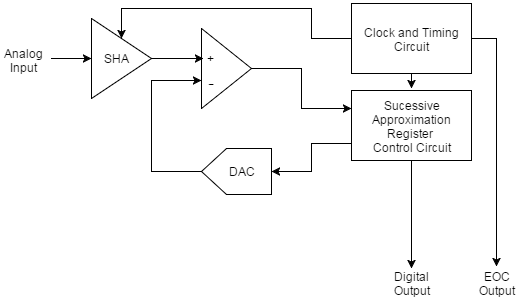 Clock and Timing
Circuit
Analog
Input
SHA
+
−
Sucessive
Approximation
Register
Control Circuit
DAC
Digital
Output
EOC
Output